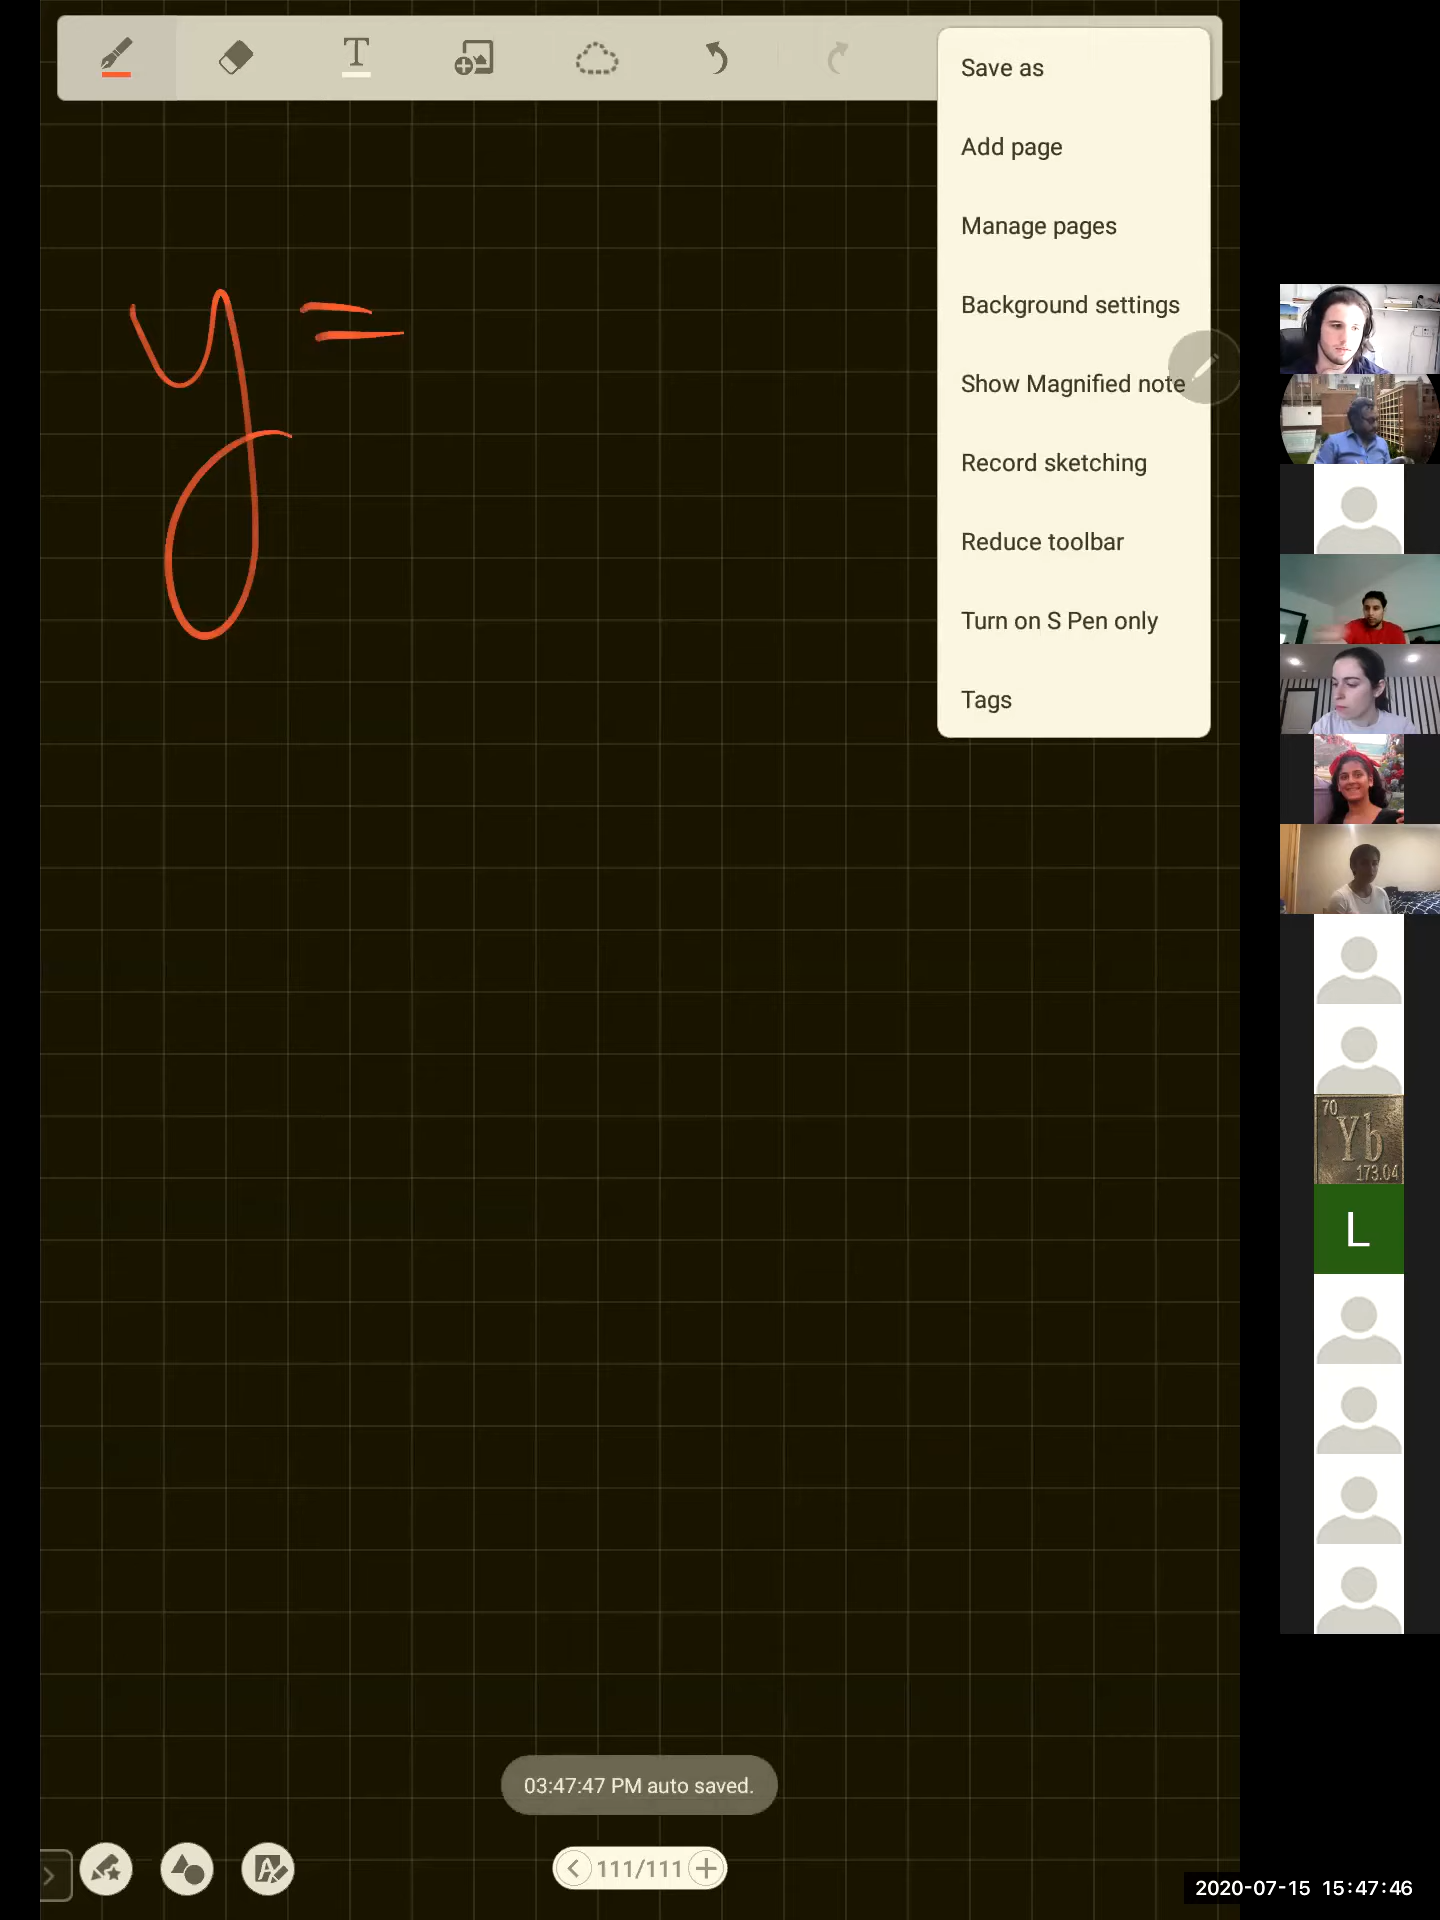 T
Save as
Add page
Manage pages
Background settings
Show Magnified note
Record sketching
Reduce toolbar
Turn on S Pen only
Tags
y =
70
Yb
173.04
L
03:47:47 PM auto saved.
A
111/111
2020-07-15 15:47:46